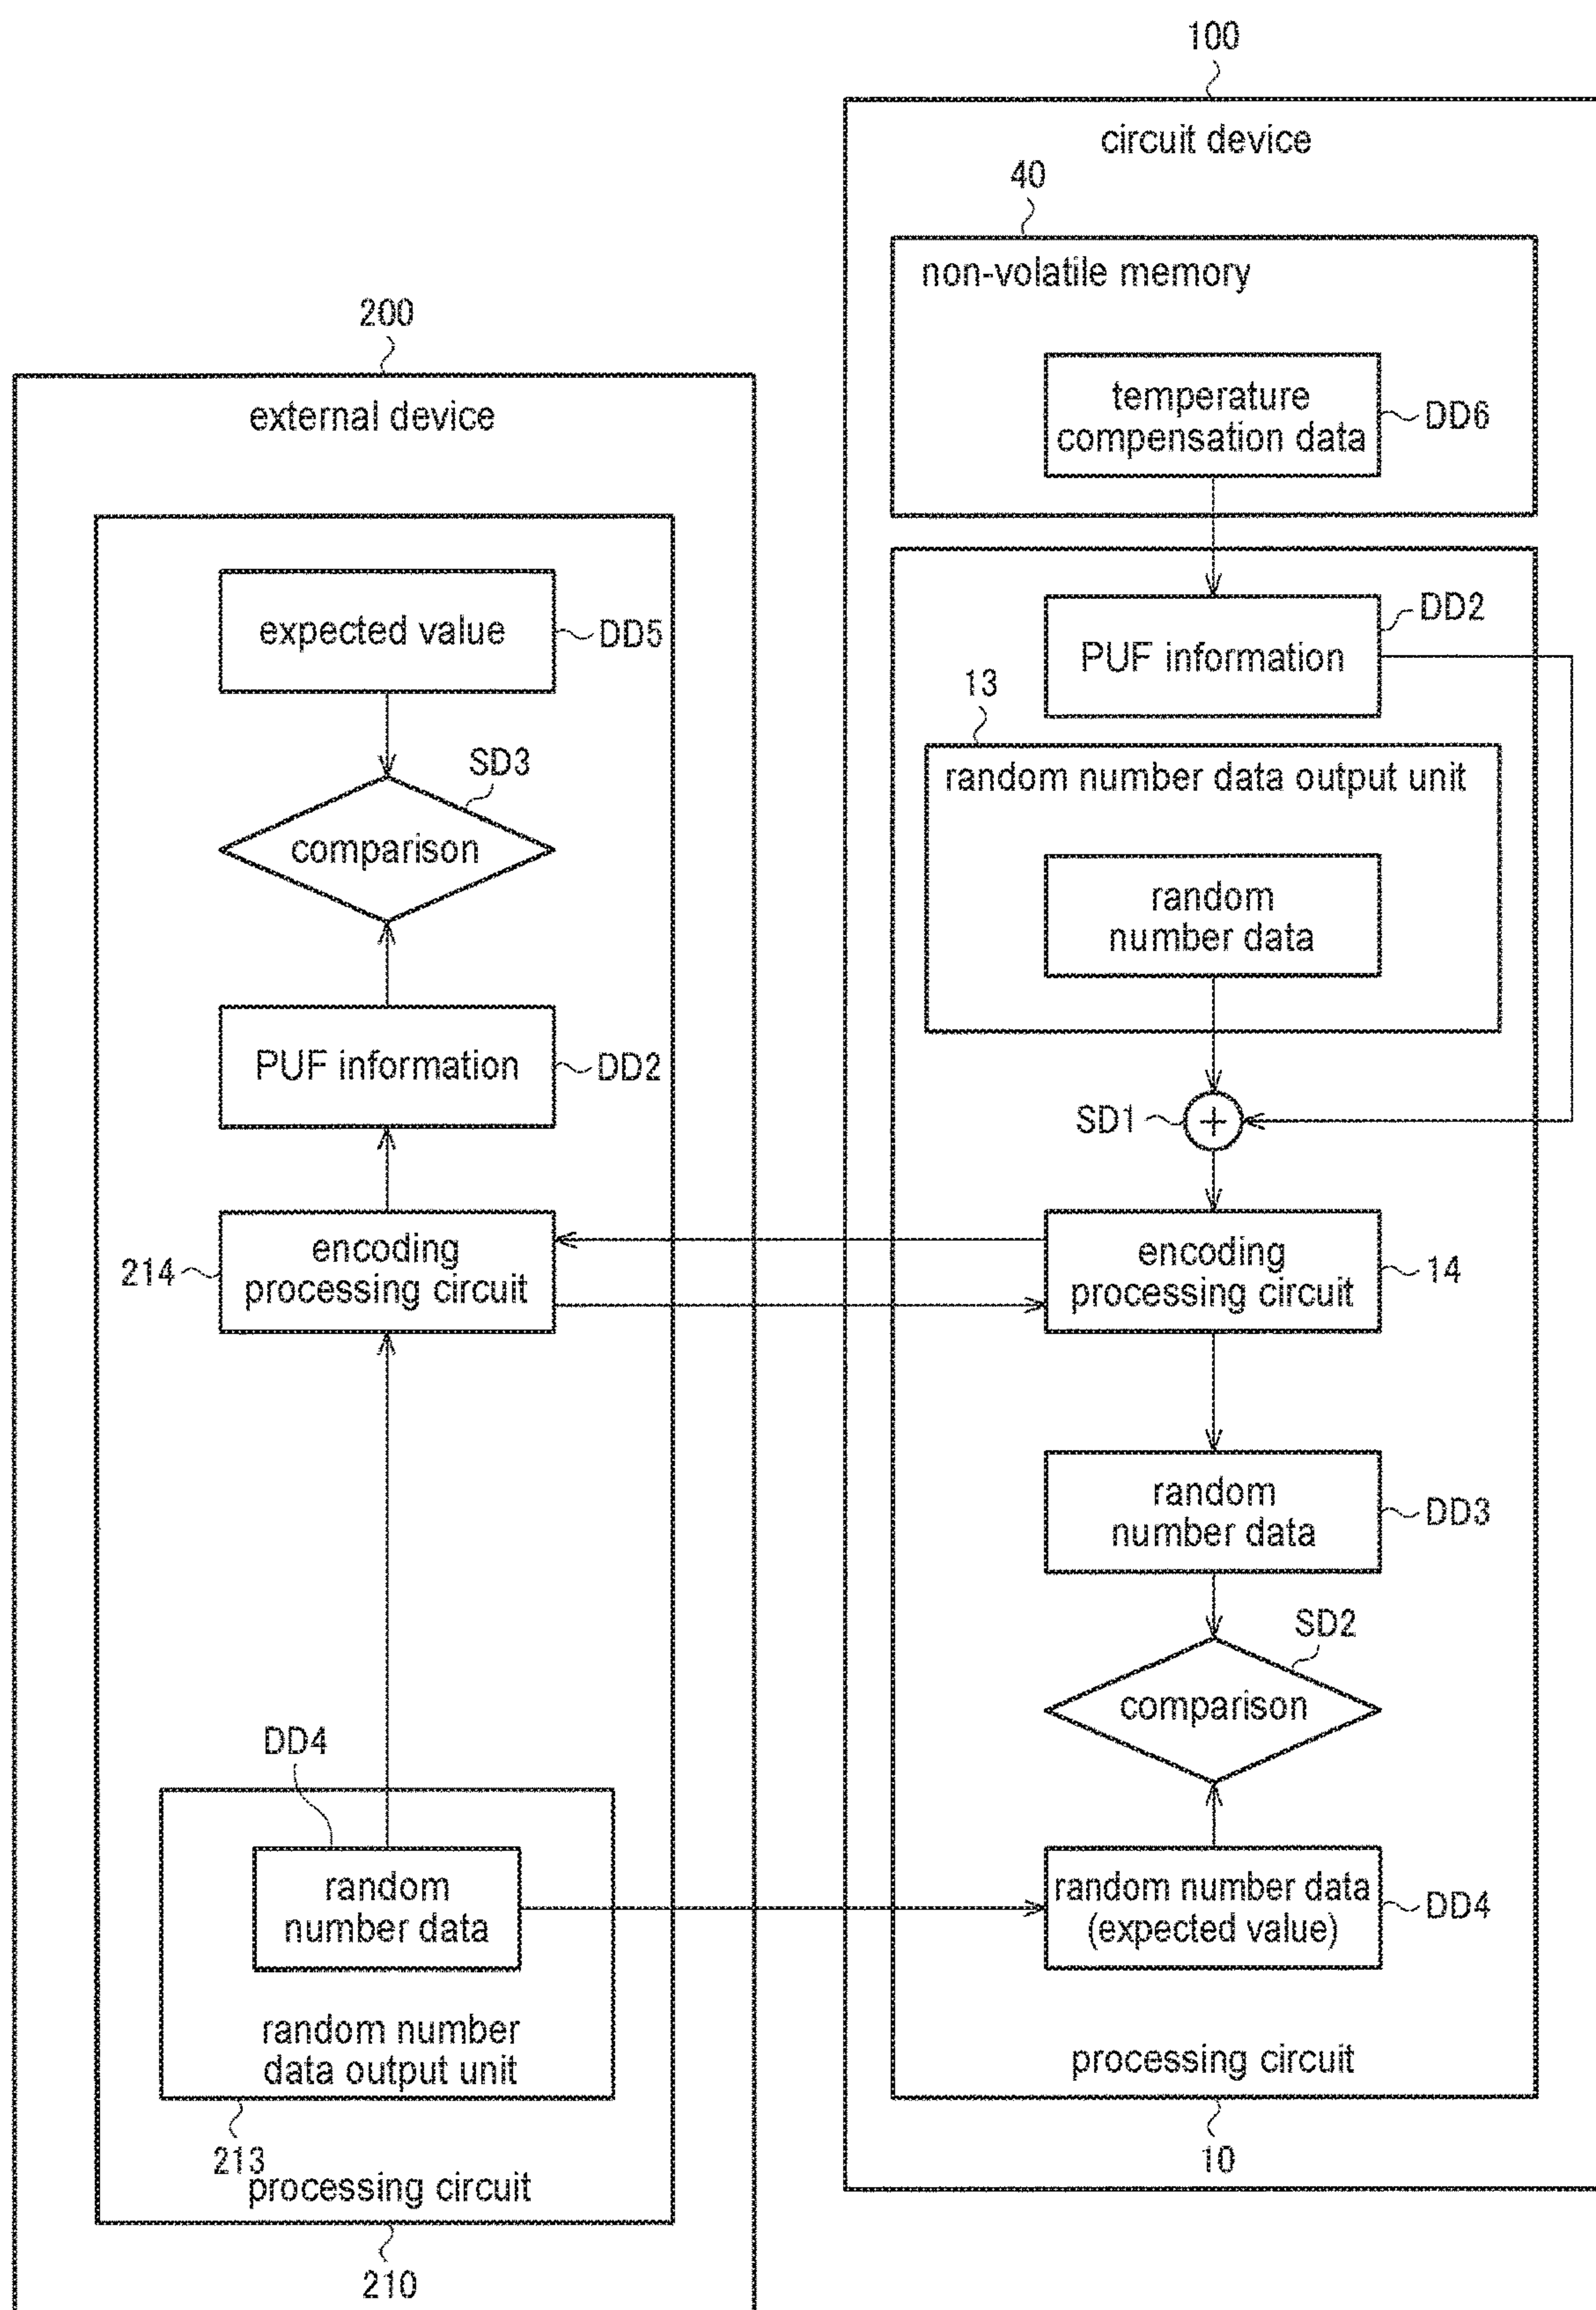 100
circuit device
40
non-volatile memory
temperature
compensation data
DD6
200
external device
expected value
DD5
SD3
comparison
PUF information
DD2
214
encoding
processing circuit
DD4
random
number data
random number
data output unit
213
processing circuit
210
PUF information
DD2
13
random number data output unit
random
number data
SD1
+
encoding
processing circuit
14
random
number data
DD3
SD2
comparison
random number data
(expected value)
DD4
processing circuit
10